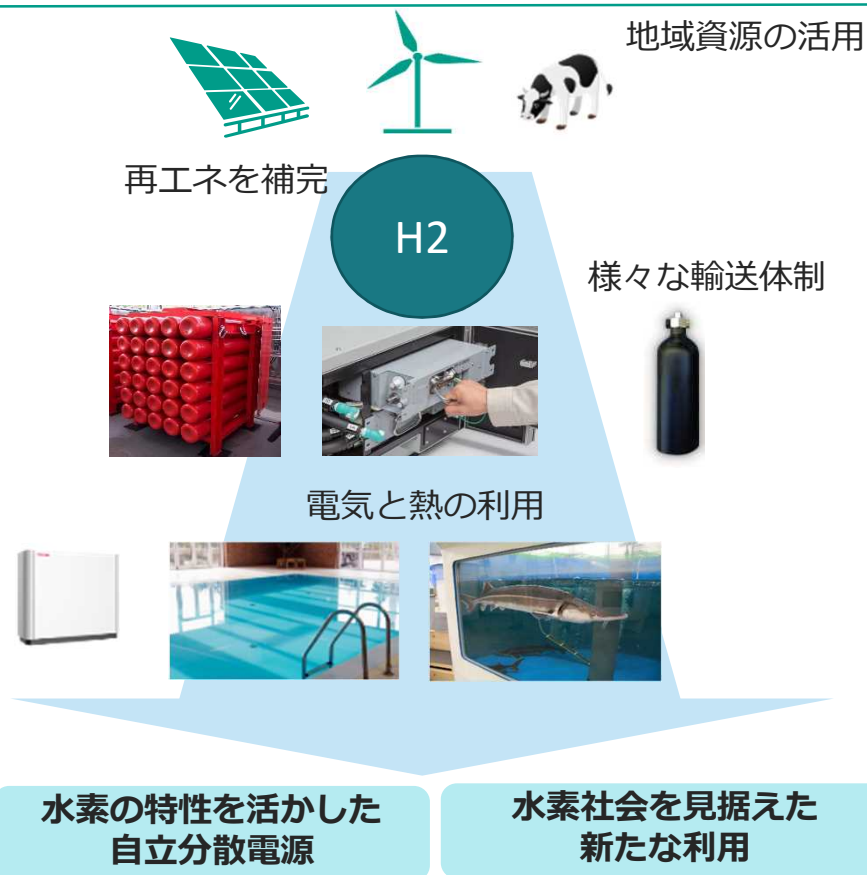 地域資源の活用
再エネを補完
H2
様々な輸送体制
電気と熱の利用
水素の特性を活かした
自立分散電源
水素社会を見据えた
新たな利用